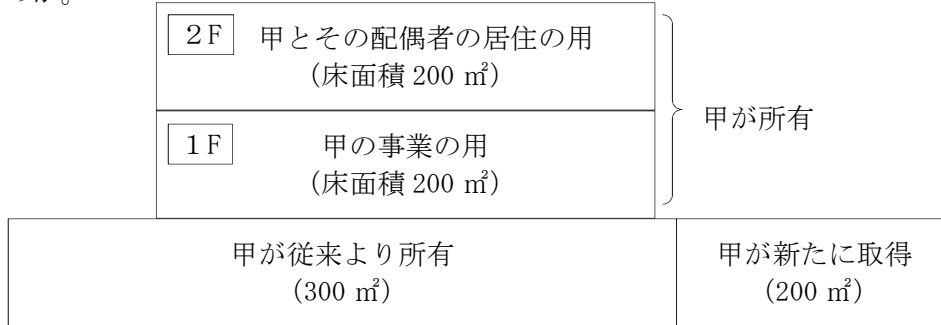 ２Ｆ 甲とその配偶者の居住の用
（床面積 200 ㎡）
甲が所有
１Ｆ 甲の事業の用
（床面積 200 ㎡）
甲が従来より所有
（300 ㎡）
甲が新たに取得
（200 ㎡）